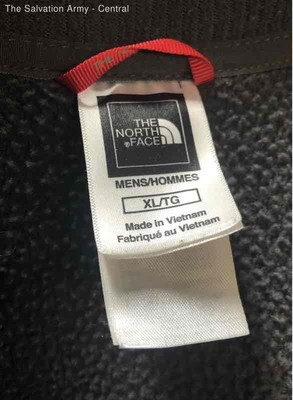 The Salvation Army - Central
THE
NORTH
FACE
MENS/HOMMES
XL/TG
Made in Vietnam
Fabriqué au Vietnam